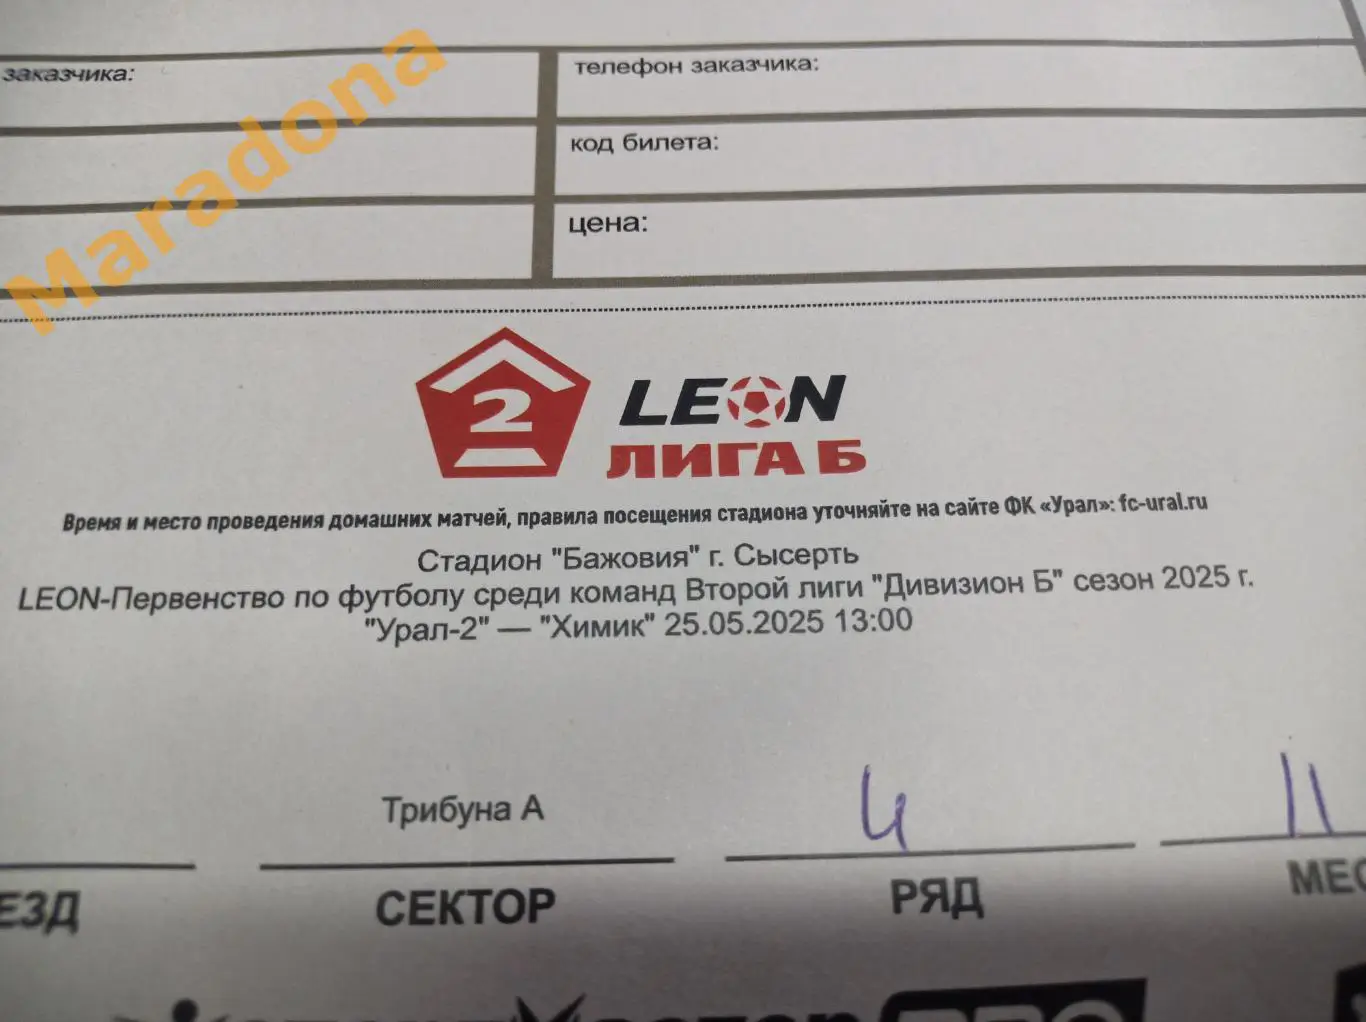 заказчика:
телефон заказчика:
код билета:
цена:
Maradona
2
LEON
ЛИГА Б
Время и место проведения домашних матчей, правила посещения стадиона уточняйте на сайте ФК «Урал»: fc-ural.ru
Стадион "Бажовия" г. Сысерть
LEON-Первенство по футболу среди команд Второй лиги "Дивизион Б" сезон 2025 г.
"Урал-2" — "Химик" 25.05.2025 13:00
Трибуна А
4
11
ЕЗД
СЕКТОР
РЯД
МЕС